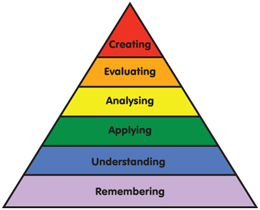 Creating
Evaluating
Analysing
Applying
Understanding
Remembering